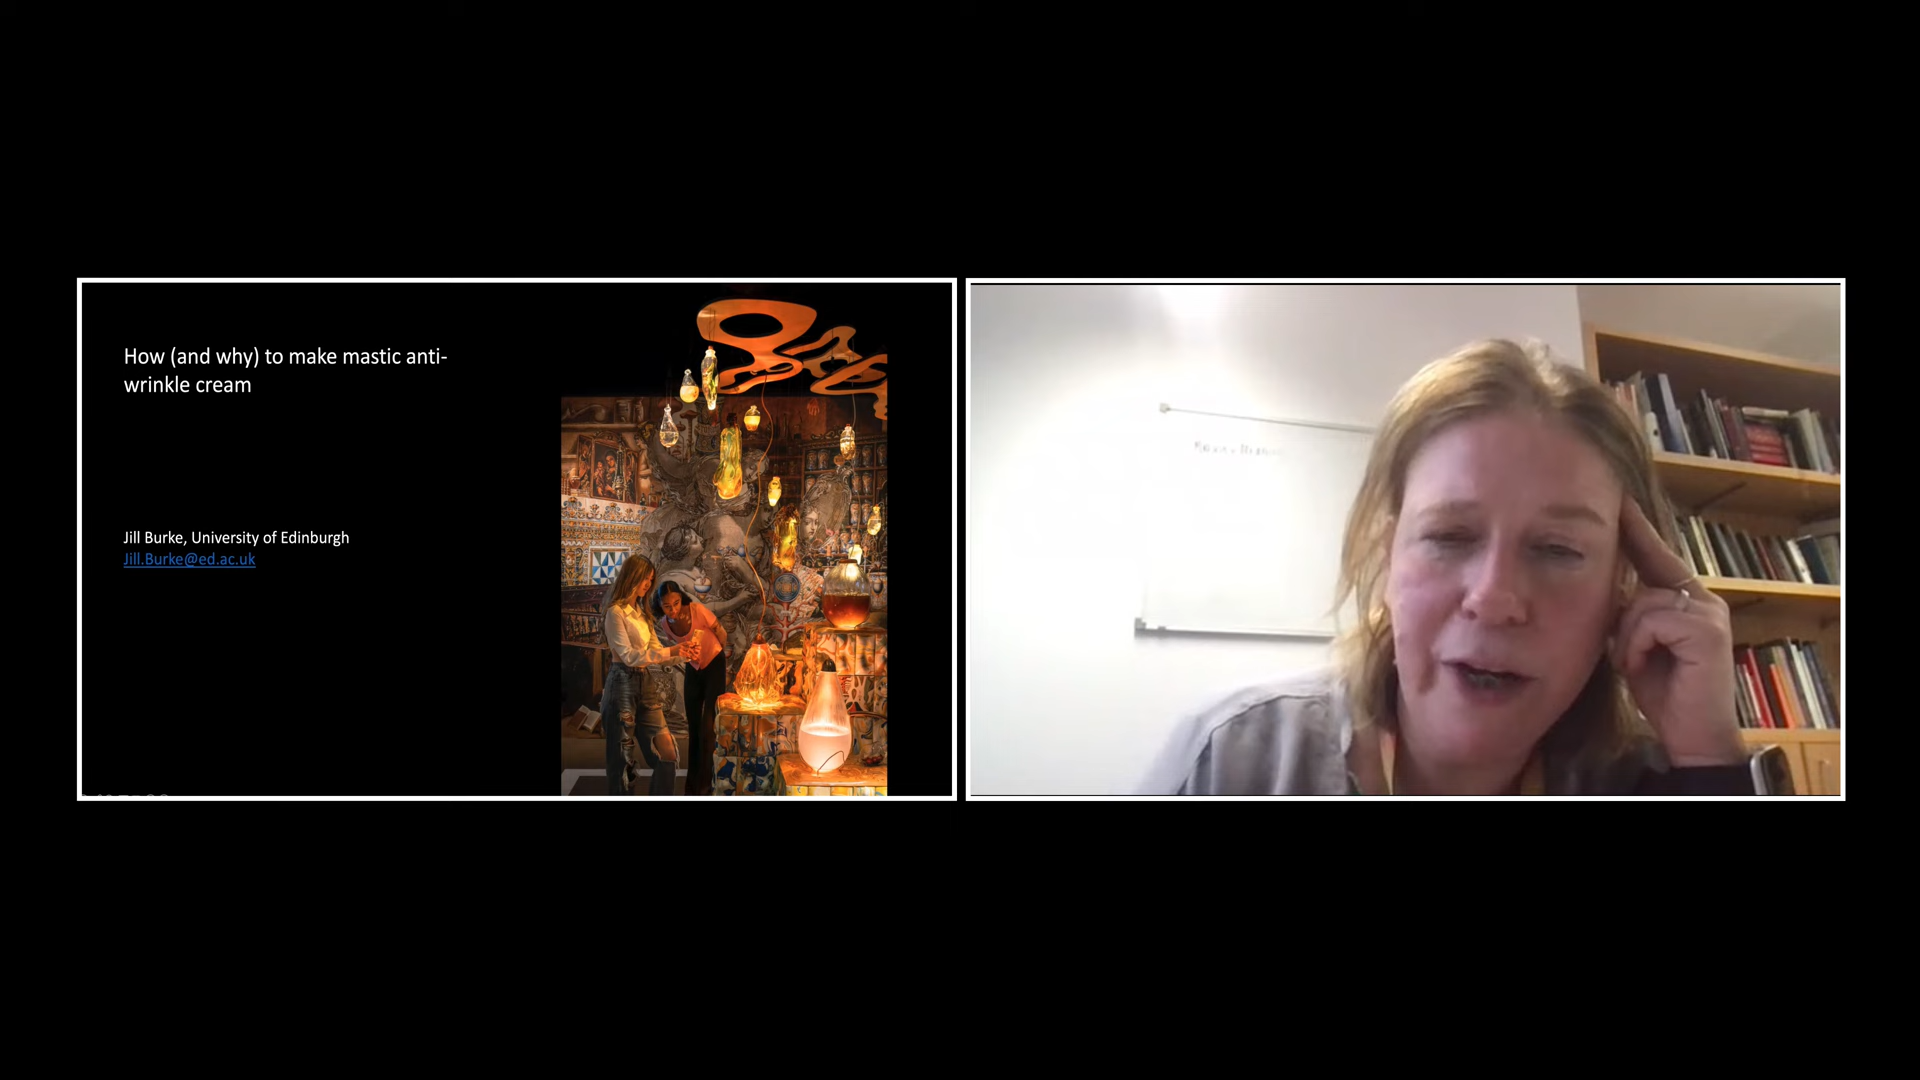 How (and why) to make mastic anti-
wrinkle cream
Jill Burke, University of Edinburgh
Jill.Burke@ed.ac.uk